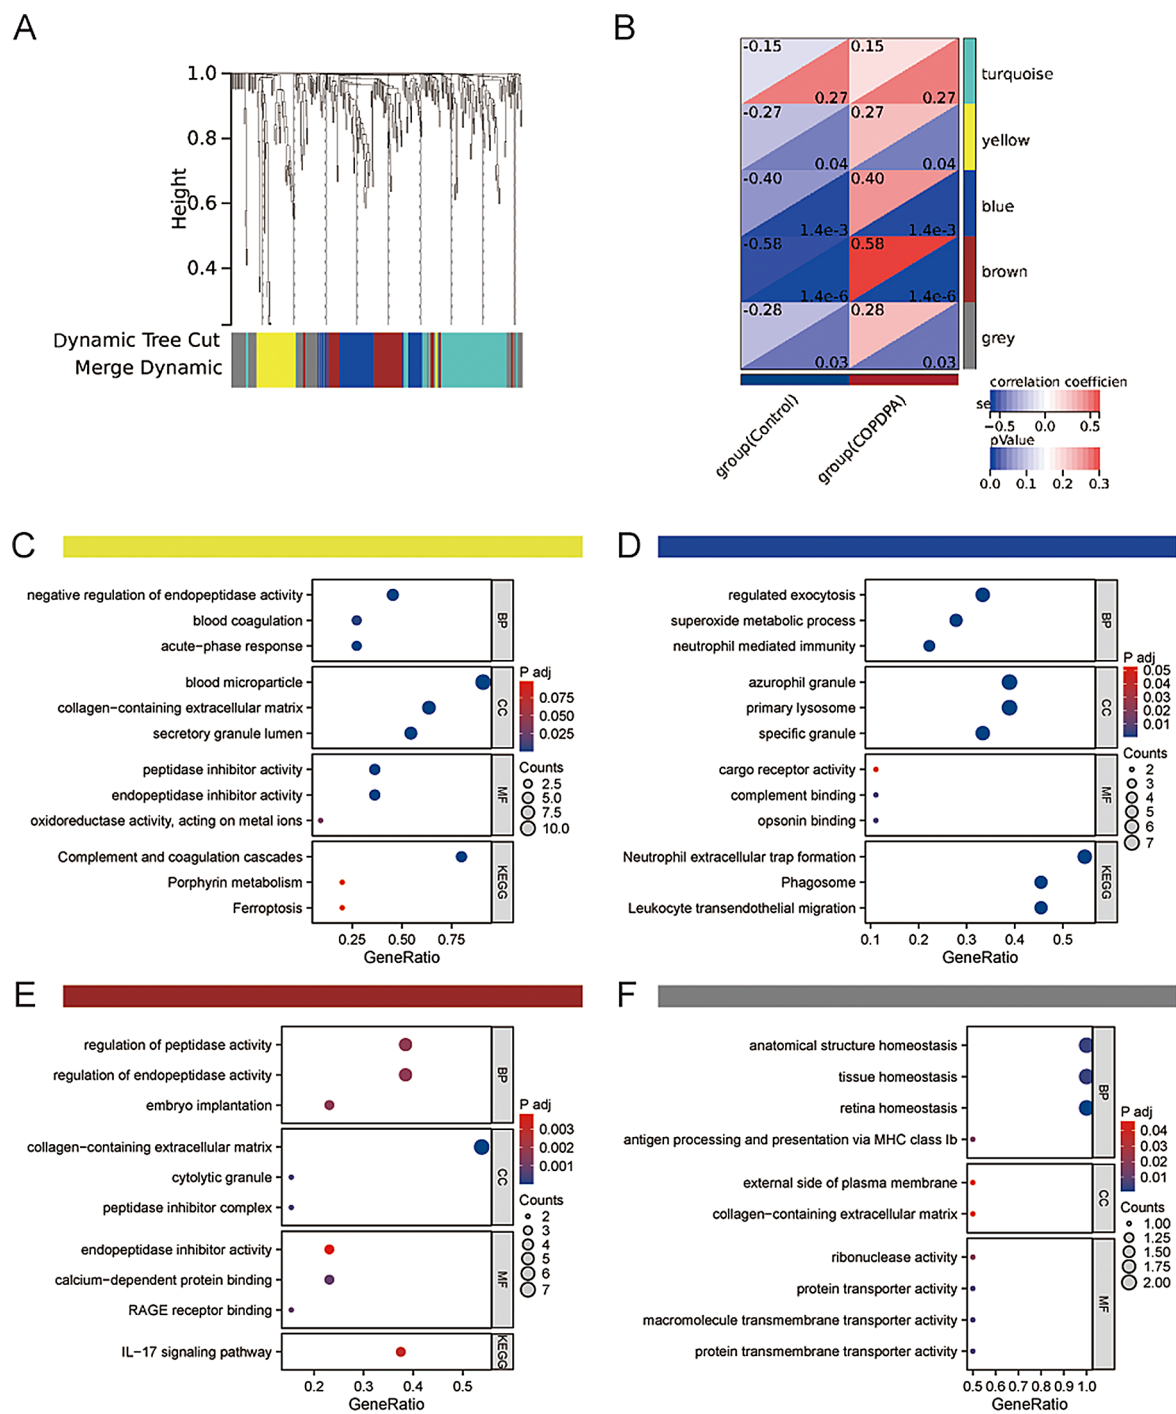 A
1.0
0.8
0.6
0.4
Height
Dynamic Tree Cut
Merge Dynamic
B
-0.15 0.15
0.27 0.27
turquoise
-0.27 0.27
0.04 0.04
yellow
-0.40 0.40
1.4e-3 1.4e-3
blue
-0.58 0.58
1.4e-6 1.4e-6
brown
-0.28 0.28
0.03 0.03
grey
group(Control)
group(COPDPA)
correlation coefficien
se
−0.5 0.0 0.5
pValue
0.0 0.1 0.2 0.3
C
negative regulation of endopeptidase activity
blood coagulation
acute−phase response
BP
blood microparticle
collagen−containing extracellular matrix
secretory granule lumen
CC
peptidase inhibitor activity
endopeptidase inhibitor activity
oxidoreductase activity, acting on metal ions
MF
Complement and coagulation cascades
Porphyrin metabolism
Ferroptosis
KEGG
0.25 0.50 0.75
GeneRatio
P adj
0.075
0.050
0.025
Counts
2.5
5.0
7.5
10.0
D
regulated exocytosis
superoxide metabolic process
neutrophil mediated immunity
BP
azurophil granule
primary lysosome
specific granule
CC
cargo receptor activity
complement binding
opsonin binding
MF
Neutrophil extracellular trap formation
Phagosome
Leukocyte transendothelial migration
KEGG
0.1 0.2 0.3 0.4 0.5
GeneRatio
P adj
0.05
0.04
0.03
0.02
0.01
Counts
2
3
4
5
6
7
E
regulation of peptidase activity
regulation of endopeptidase activity
embryo implantation
BP
collagen−containing extracellular matrix
cytolytic granule
peptidase inhibitor complex
CC
endopeptidase inhibitor activity
calcium−dependent protein binding
RAGE receptor binding
MF
IL−17 signaling pathway
KEGG
0.2 0.3 0.4 0.5
GeneRatio
P adj
0.003
0.002
0.001
Counts
2
3
4
5
6
7
F
anatomical structure homeostasis
tissue homeostasis
retina homeostasis
antigen processing and presentation via MHC class Ib
BP
external side of plasma membrane
collagen−containing extracellular matrix
CC
ribonuclease activity
protein transporter activity
macromolecule transmembrane transporter activity
protein transmembrane transporter activity
MF
0.5 0.6 0.7 0.8 0.9 1.0
GeneRatio
P adj
0.04
0.03
0.02
0.01
Counts
1.00
1.25
1.50
1.75
2.00